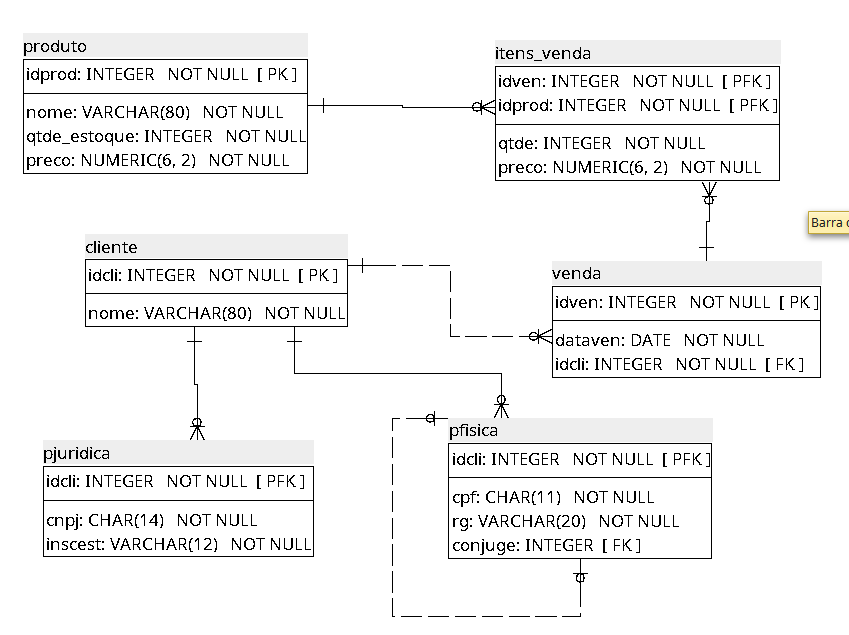 produto
idprod: INTEGER NOT NULL [ PK ]
nome: VARCHAR(80) NOT NULL
qtde_estoque: INTEGER NOT NULL
preco: NUMERIC(6, 2) NOT NULL
itens_venda
idven: INTEGER NOT NULL [ PFK ]
idprod: INTEGER NOT NULL [ PFK ]
qtde: INTEGER NOT NULL
preco: NUMERIC(6, 2) NOT NULL
Barra
cliente
idcli: INTEGER NOT NULL [ PK ]
nome: VARCHAR(80) NOT NULL
venda
idven: INTEGER NOT NULL [ PK ]
dataven: DATE NOT NULL
idcli: INTEGER NOT NULL [ FK ]
pjuridica
idcli: INTEGER NOT NULL [ PFK ]
cnpj: CHAR(14) NOT NULL
inscest: VARCHAR(12) NOT NULL
pfisica
idcli: INTEGER NOT NULL [ PFK ]
cpf: CHAR(11) NOT NULL
rg: VARCHAR(20) NOT NULL
conjuge: INTEGER [ FK ]